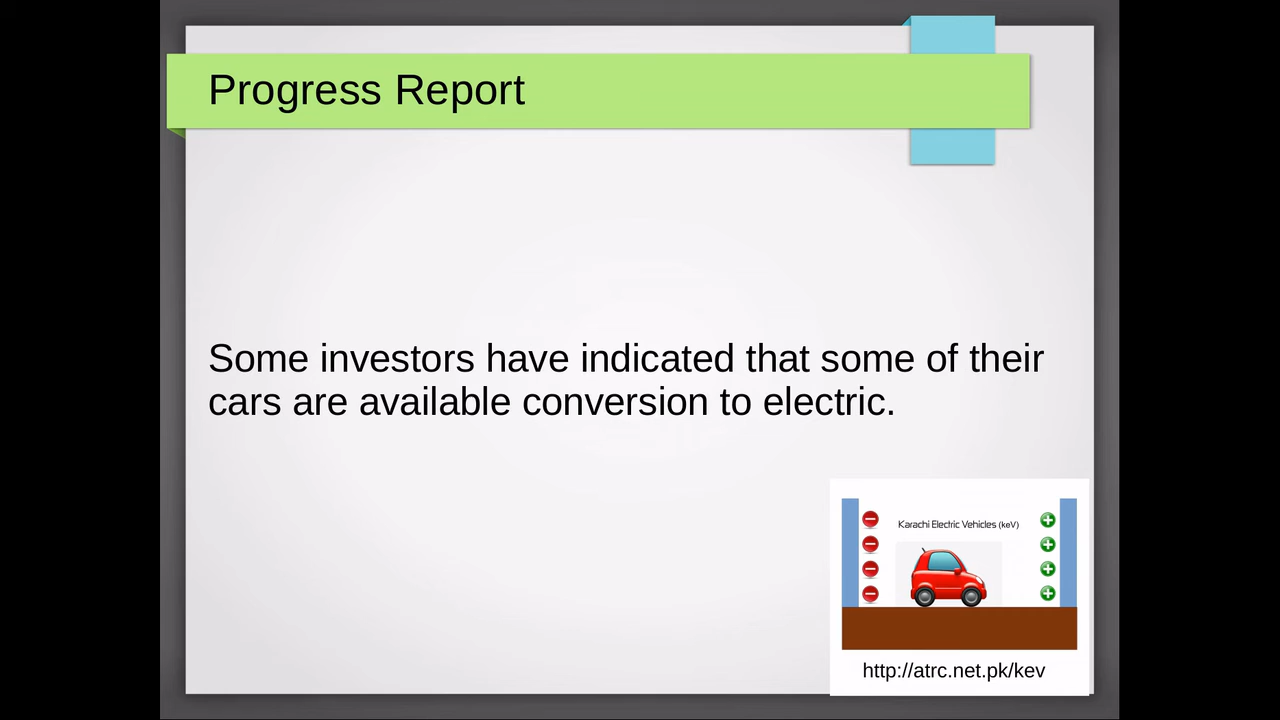 Progress Report
Some investors have indicated that some of their
cars are available conversion to electric.
Karachi Electric Vehicles (keV)
http://atrc.net.pk/kev